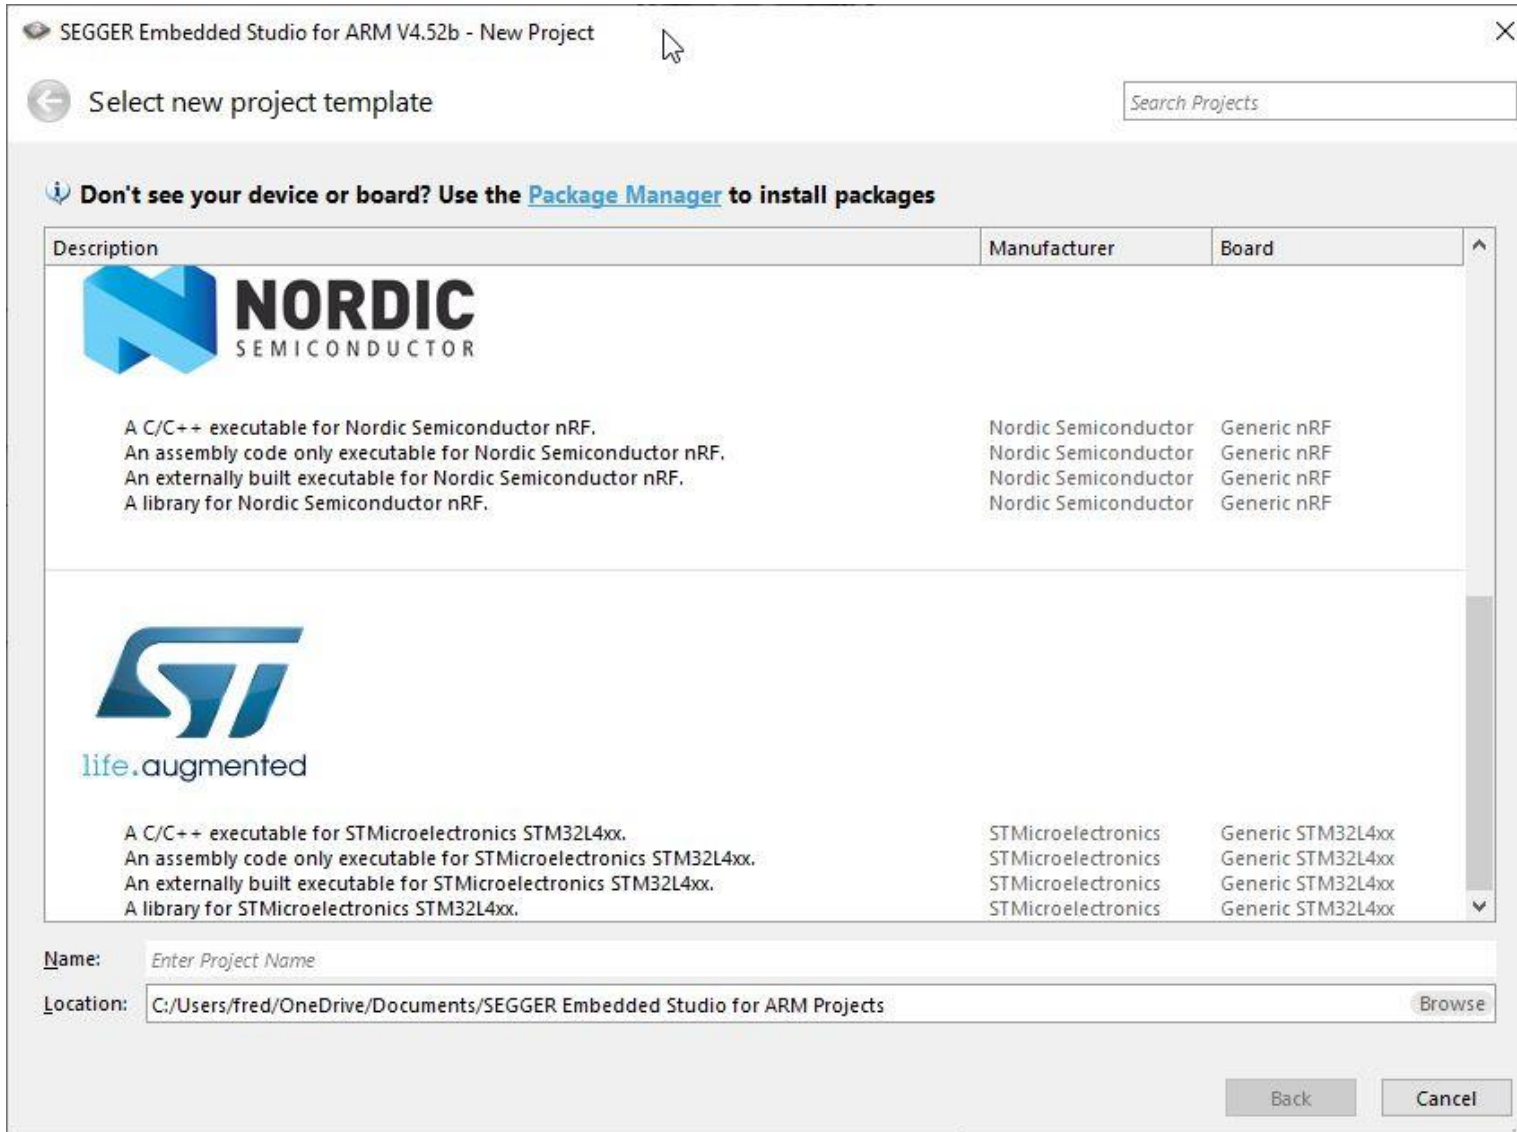 SEGGER Embedded Studio for ARM V4.52b - New Project
Select new project template
Search Projects
Don't see your device or board? Use the Package Manager to install packages
Description Manufacturer Board
NORDIC
SEMICONDUCTOR
A C/C++ executable for Nordic Semiconductor nRF. Nordic Semiconductor Generic nRF
An assembly code only executable for Nordic Semiconductor nRF. Nordic Semiconductor Generic nRF
An externally built executable for Nordic Semiconductor nRF. Nordic Semiconductor Generic nRF
A library for Nordic Semiconductor nRF. Nordic Semiconductor Generic nRF
ST
life.augmented
A C/C++ executable for STMicroelectronics STM32L4xx. STMicroelectronics Generic STM32L4xx
An assembly code only executable for STMicroelectronics STM32L4xx. STMicroelectronics Generic STM32L4xx
An externally built executable for STMicroelectronics STM32L4xx. STMicroelectronics Generic STM32L4xx
A library for STMicroelectronics STM32L4xx. STMicroelectronics Generic STM32L4xx
Name: Enter Project Name
Location: C:/Users/fred/OneDrive/Documents/SEGGER Embedded Studio for ARM Projects Browse
Back Cancel